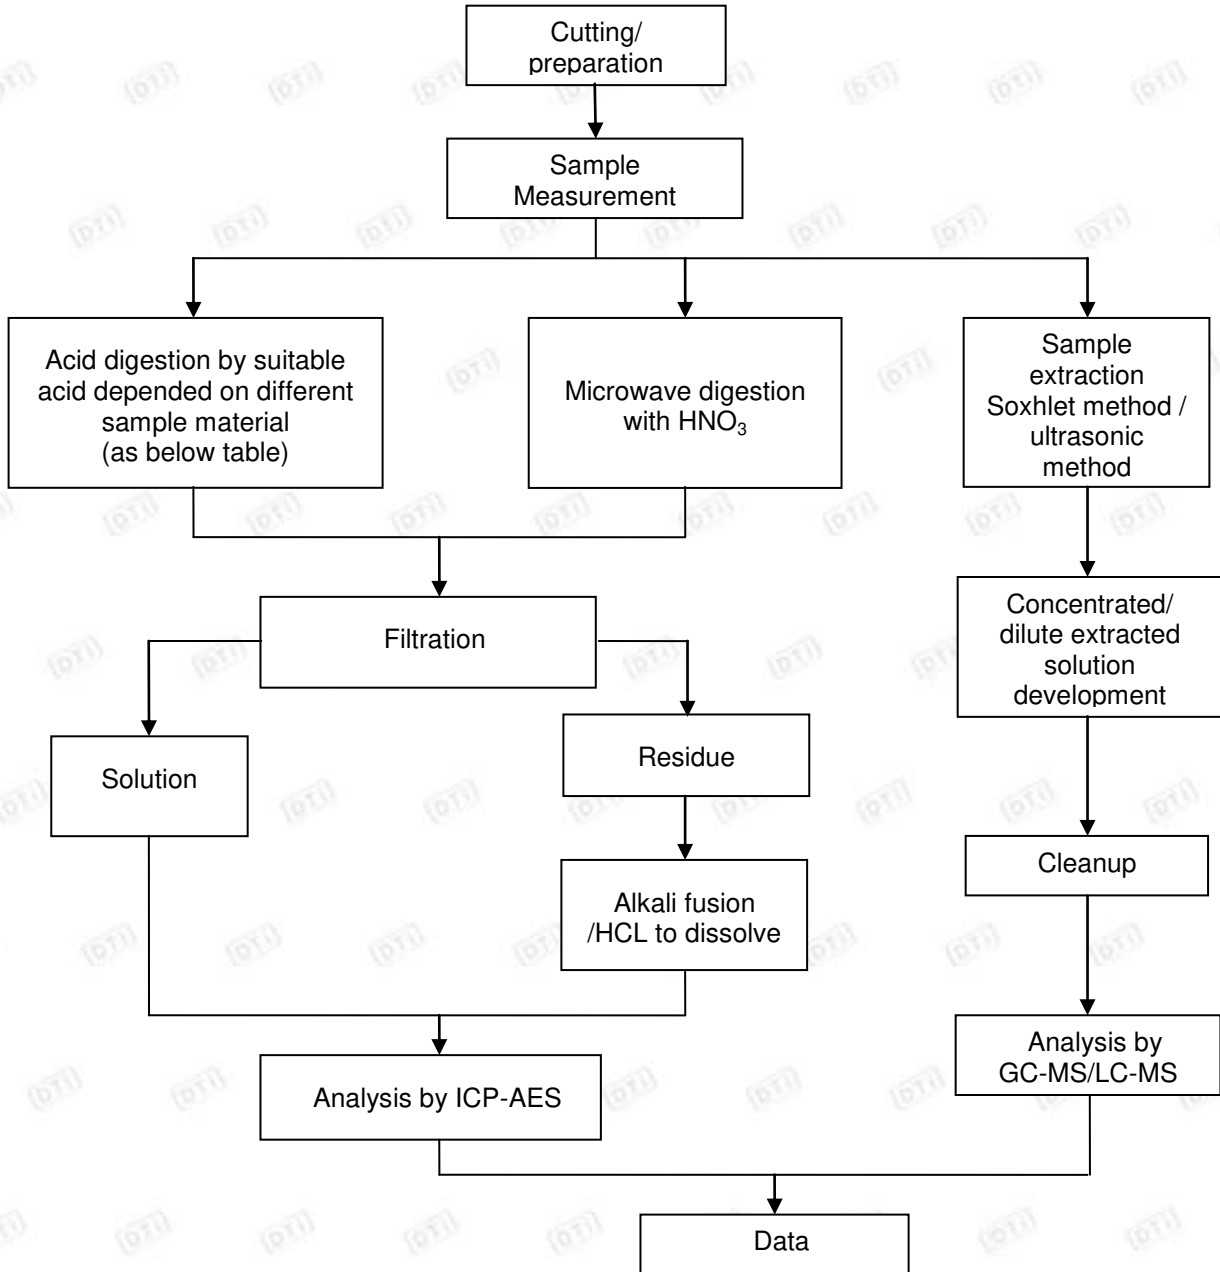 Cutting/
preparation
Sample
Measurement
Acid digestion by suitable
acid depended on different
sample material
(as below table)
Microwave digestion
with HNO₃
Sample
extraction
Soxhlet method /
ultrasonic
method
Filtration
Concentrated/
dilute extracted
solution
development
Solution
Residue
Alkali fusion
/HCL to dissolve
Cleanup
Analysis by ICP-AES
Analysis by
GC-MS/LC-MS
Data